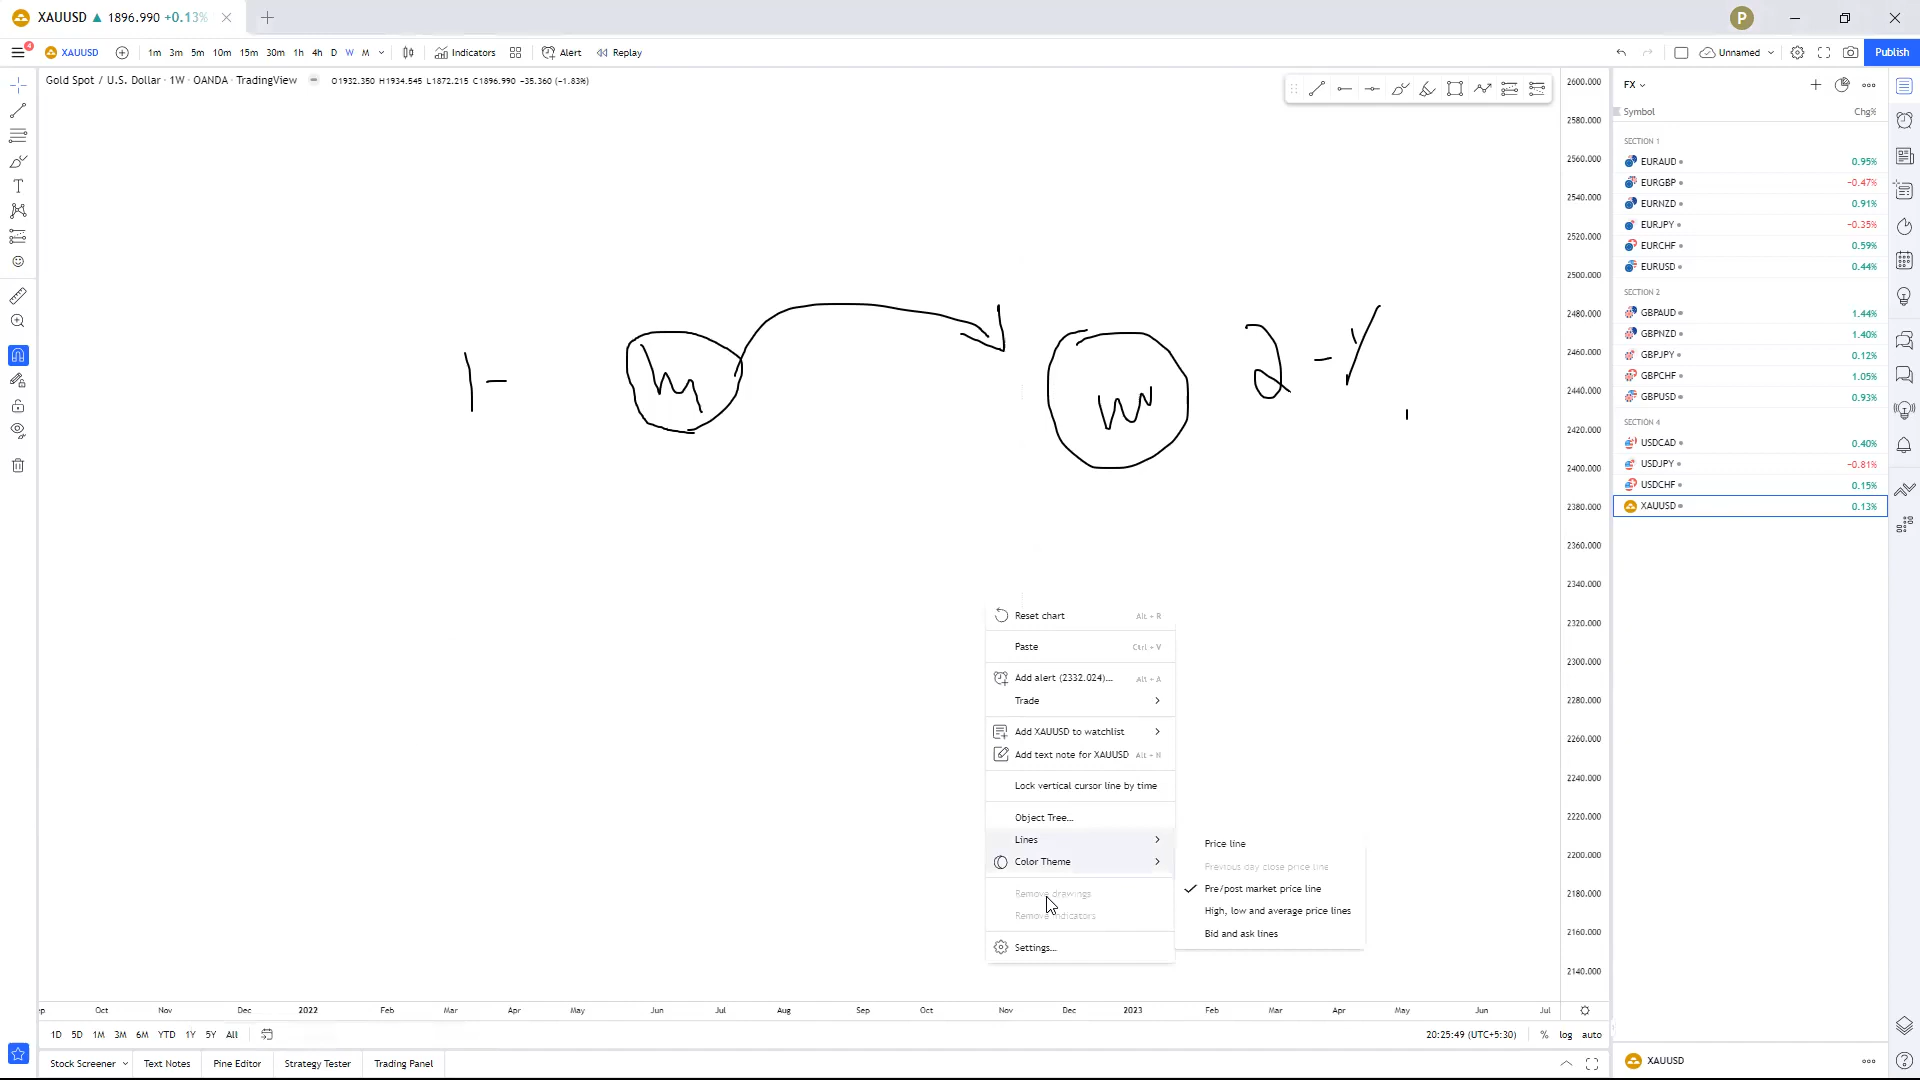 XAUUSD ▲ 1896.990 +0.13%
P
4
XAUUSD 1m 3m 5m 10m 15m 30m 1h 4h D W M Indicators Alert Replay Unnamed Publish
Gold Spot / U.S. Dollar · 1W · OANDA · TradingView O1932.350 H1934.545 L1872.215 C1896.990 −35.360 (−1.83%)
2600.000
2580.000
2560.000
2540.000
2520.000
2500.000
2480.000
2460.000
2440.000
2420.000
2400.000
2380.000
2360.000
2340.000
2320.000
2300.000
2280.000
2260.000
2240.000
2220.000
2200.000
2180.000
2160.000
2140.000
1 -
2 -
Reset chart Alt + R
Paste Ctrl + V
Add alert (2332.024)... Alt + A
Trade
Add XAUUSD to watchlist
Add text note for XAUUSD Alt + N
Lock vertical cursor line by time
Object Tree...
Lines
Color Theme
Remove drawings
Remove indicators
Settings...
Price line
Previous day close price line
Pre/post market price line
High, low and average price lines
Bid and ask lines
Oct Nov Dec 2022 Feb Mar Apr May Jun Jul Aug Sep Oct Nov Dec 2023 Feb Mar Apr May Jun Jul
1D 5D 1M 3M 6M YTD 1Y 5Y All 20:25:49 (UTC+5:30) % log auto
Stock Screener Text Notes Pine Editor Strategy Tester Trading Panel
FX
Symbol Chg%
SECTION 1
EURAUD 0.95%
EURGBP −0.47%
EURNZD 0.91%
EURJPY −0.35%
EURCHF 0.59%
EURUSD 0.44%
SECTION 2
GBPAUD 1.44%
GBPNZD 1.40%
GBPJPY 0.12%
GBPCHF 1.05%
GBPUSD 0.93%
SECTION 4
USDCAD 0.40%
USDJPY −0.81%
USDCHF 0.15%
XAUUSD 0.13%
XAUUSD